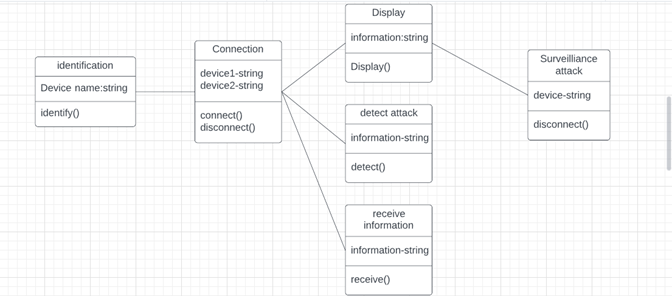 identification
Device name:string
identify()
Connection
device1-string
device2-string
connect()
disconnect()
Display
information:string
Display()
detect attack
information-string
detect()
receive
information
information-string
receive()
Surveilliance
attack
device-string
disconnect()